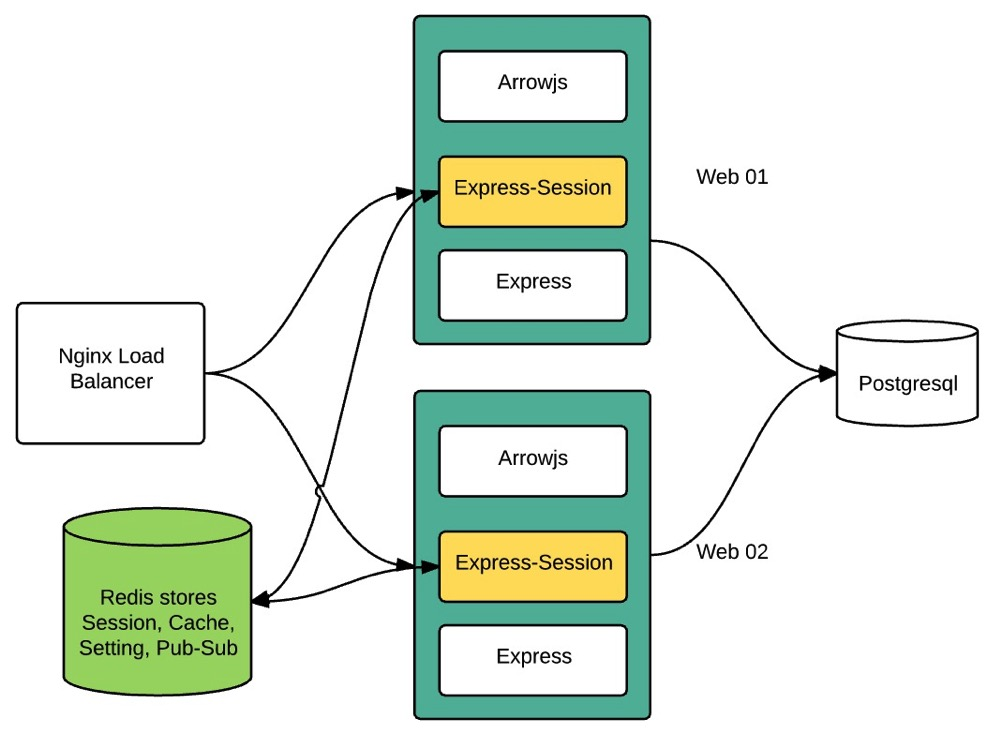 Arrowjs
Express-Session
Web 01
Express
Nginx Load
Balancer
Postgresql
Arrowjs
Express-Session
Web 02
Express
Redis stores
Session, Cache,
Setting, Pub-Sub